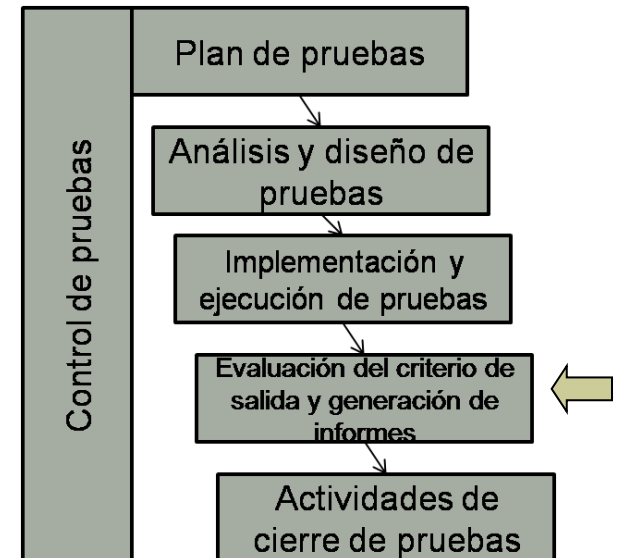 Control de pruebas
Plan de pruebas
Análisis y diseño de
pruebas
Implementación y
ejecución de pruebas
Evaluación del criterio de
salida y generación de
informes
Actividades de
cierre de pruebas